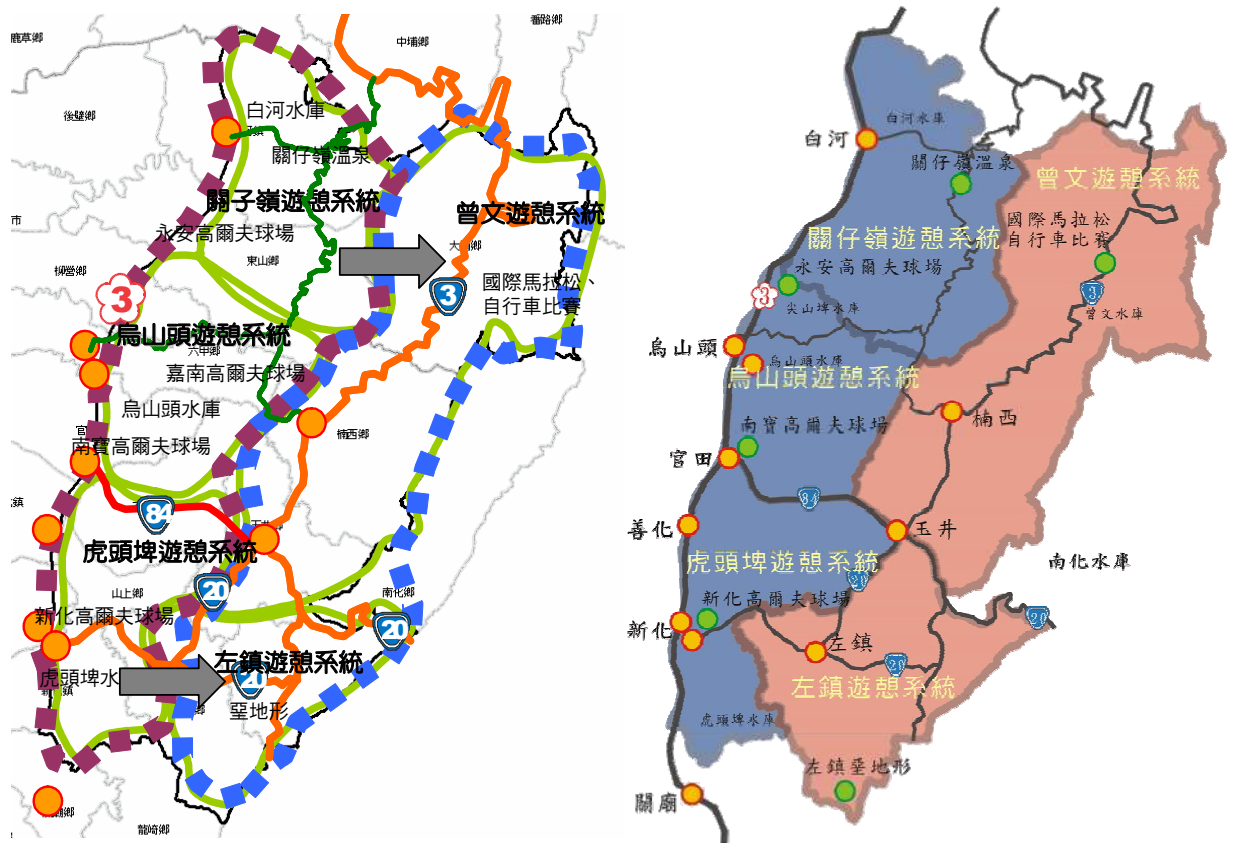 番路鄉
鹿草鄉
中埔鄉
白河水庫
後壁鄉
關仔嶺溫泉
關子嶺遊憩系統
曾文遊憩系統
市
永安高爾夫球場
東山鄉
柳營鄉
3
3
國際馬拉松、
自行車比賽
烏山頭遊憩系統
六甲鄉
嘉南高爾夫球場
烏山頭水庫
楠西鄉
官
南寶高爾夫球場
84
虎頭埤遊憩系統
20
山上鄉
南化鄉
新化高爾夫球場
20
左鎮遊憩系統
虎頭埤水
20
堊地形
龍崎鄉
白河
白河水庫
關仔嶺溫泉
曾文遊憩系統
國際馬拉松
自行車比賽
關仔嶺遊憩系統
永安高爾夫球場
3
3
尖山埤水庫
曾文水庫
烏山頭
烏山頭水庫
烏山頭遊憩系統
楠西
南寶高爾夫球場
官田
84
善化
玉井
虎頭埤遊憩系統
南化水庫
20
新化高爾夫球場
20
新化
左鎮
20
左鎮遊憩系統
虎頭埤水庫
左鎮堊地形
關廟